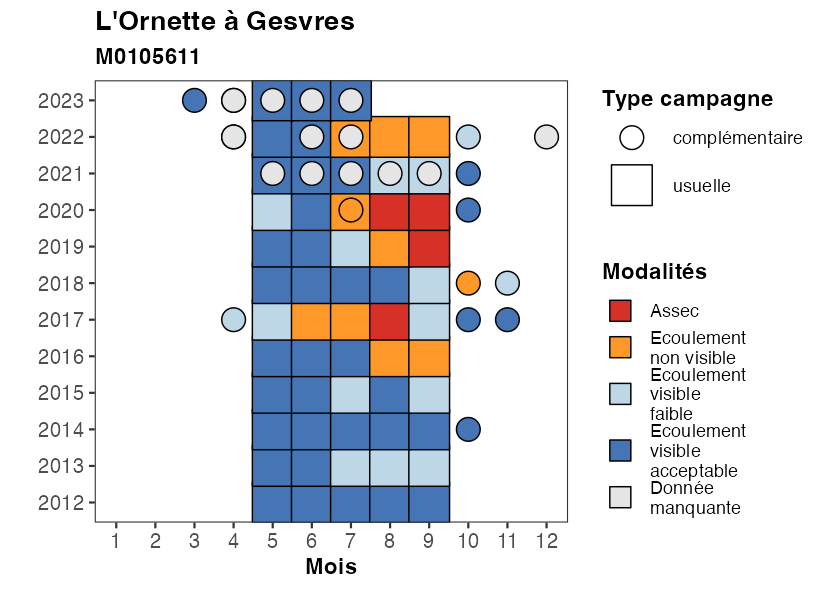 L'Ornette à Gesvres
M0105611
2023
2022
2021
2020
2019
2018
2017
2016
2015
2014
2013
2012
1 2 3 4 5 6 7 8 9 10 11 12
Mois
Type campagne
complémentaire
usuelle
Modalités
Assec
Ecoulement
non visible
Ecoulement
visible
faible
Ecoulement
visible
acceptable
Donnée
manquante